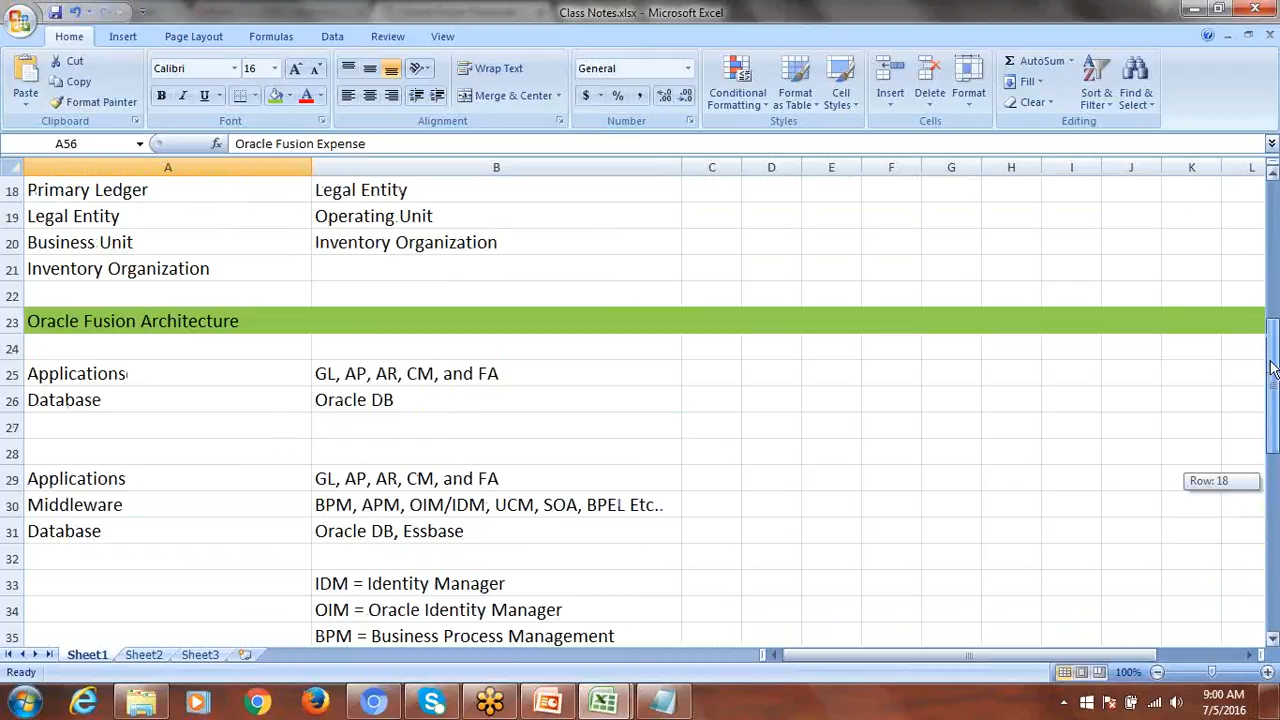 Class Notes.xlsx - Microsoft Excel
Home Insert Page Layout Formulas Data Review View
Paste
Cut
Copy
Format Painter
Clipboard
Calibri 16
B I U
Font
Wrap Text
Merge & Center
Alignment
General
$ % ,
Number
Conditional Formatting
Format as Table
Cell Styles
Styles
Insert Delete Format
Cells
AutoSum
Fill
Clear
Sort & Filter
Find & Select
Editing
A56 fx Oracle Fusion Expense
A B C D E F G H I J K L
18 Primary Ledger Legal Entity
19 Legal Entity Operating Unit
20 Business Unit Inventory Organization
21 Inventory Organization
22
23 Oracle Fusion Architecture
24
25 Applications GL, AP, AR, CM, and FA
26 Database Oracle DB
27
28
29 Applications GL, AP, AR, CM, and FA
Row: 18
30 Middleware BPM, APM, OIM/IDM, UCM, SOA, BPEL Etc..
31 Database Oracle DB, Essbase
32
33 IDM = Identity Manager
34 OIM = Oracle Identity Manager
35 BPM = Business Process Management
Sheet1 Sheet2 Sheet3
Ready 100%
9:00 AM
7/5/2016